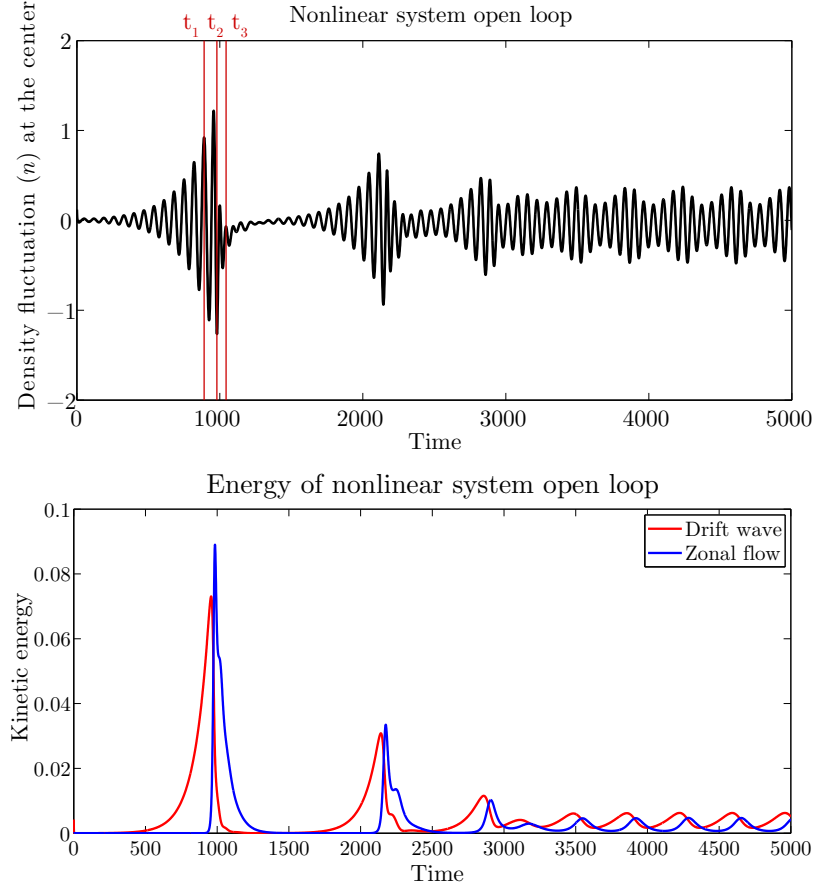 Nonlinear system open loop
t1 t2 t3
Density fluctuation (n) at the center
2
1
0
−1
−2
0 1000 2000 3000 4000 5000
Time
Energy of nonlinear system open loop
Drift wave
Zonal flow
Kinetic energy
0.1
0.08
0.06
0.04
0.02
0
0 500 1000 1500 2000 2500 3000 3500 4000 4500 5000
Time